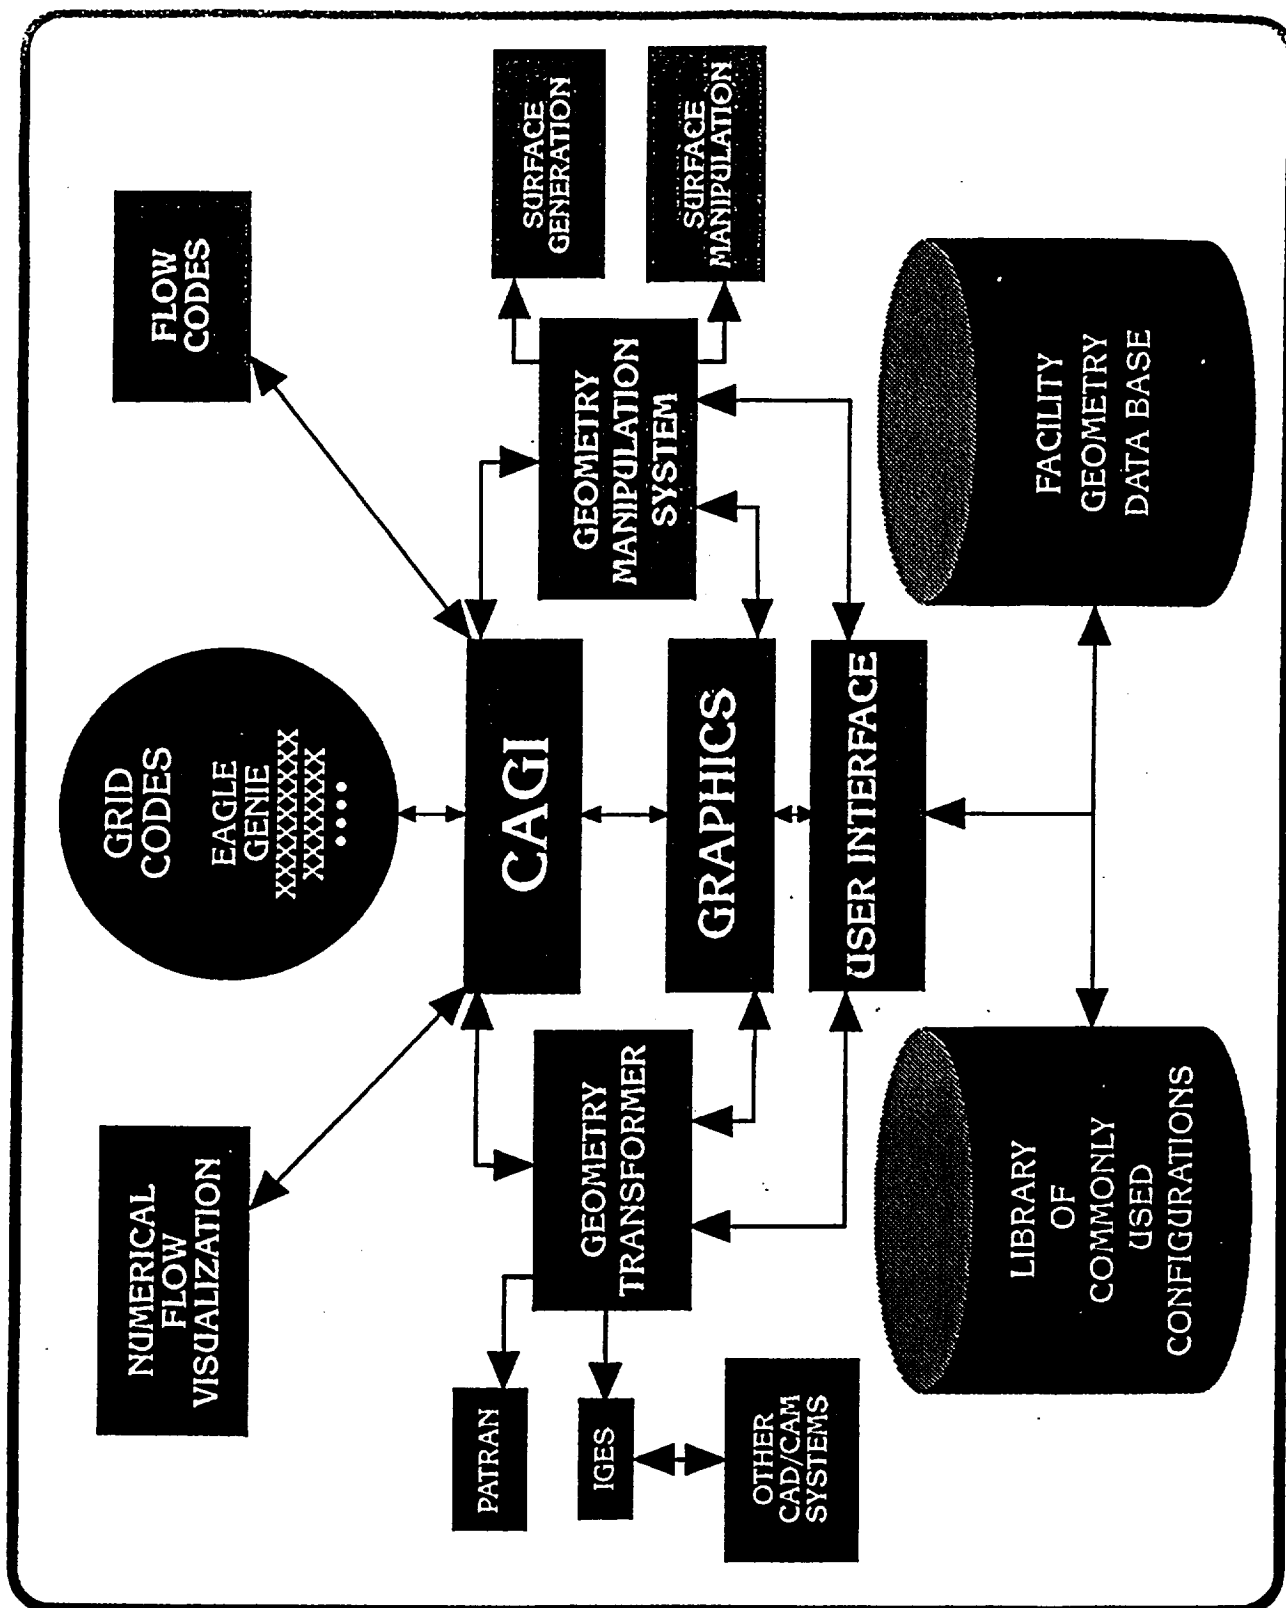 NUMERICAL
FLOW
VISUALIZATION
GRID
CODES
EAGLE
GENIE
XXXXXXXXX
XXXXXXX
••••
FLOW
CODES
PATRAN
IGES
OTHER
CAD/CAM
SYSTEMS
GEOMETRY
TRANSFORMER
CAGI
GRAPHICS
USER INTERFACE
GEOMETRY
MANIPULATION
SYSTEM
SURFACE
GENERATION
SURFACE
MANIPULATION
LIBRARY
OF
COMMONLY
USED
CONFIGURATIONS
FACILITY
GEOMETRY
DATA BASE